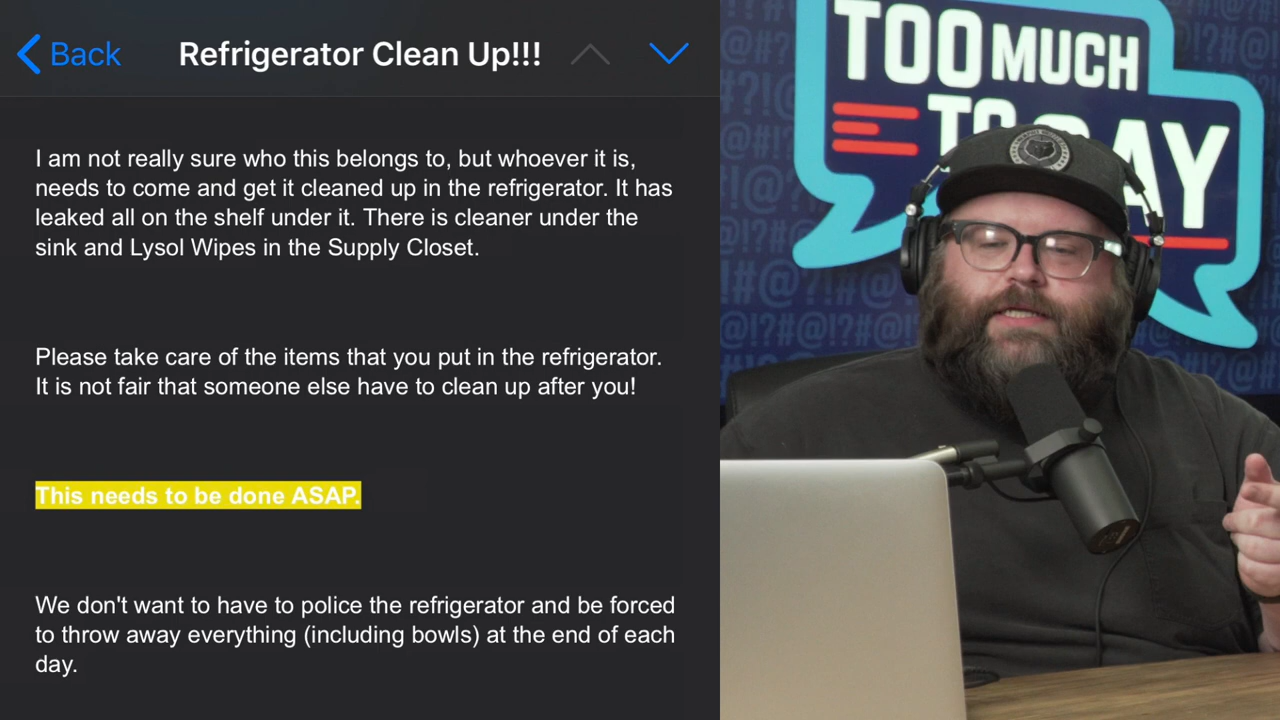 Back
Refrigerator Clean Up!!!
I am not really sure who this belongs to, but whoever it is,
needs to come and get it cleaned up in the refrigerator. It has
leaked all on the shelf under it. There is cleaner under the
sink and Lysol Wipes in the Supply Closet.
Please take care of the items that you put in the refrigerator.
It is not fair that someone else have to clean up after you!
This needs to be done ASAP.
We don't want to have to police the refrigerator and be forced
to throw away everything (including bowls) at the end of each
day.
TOO MUCH
TO SAY